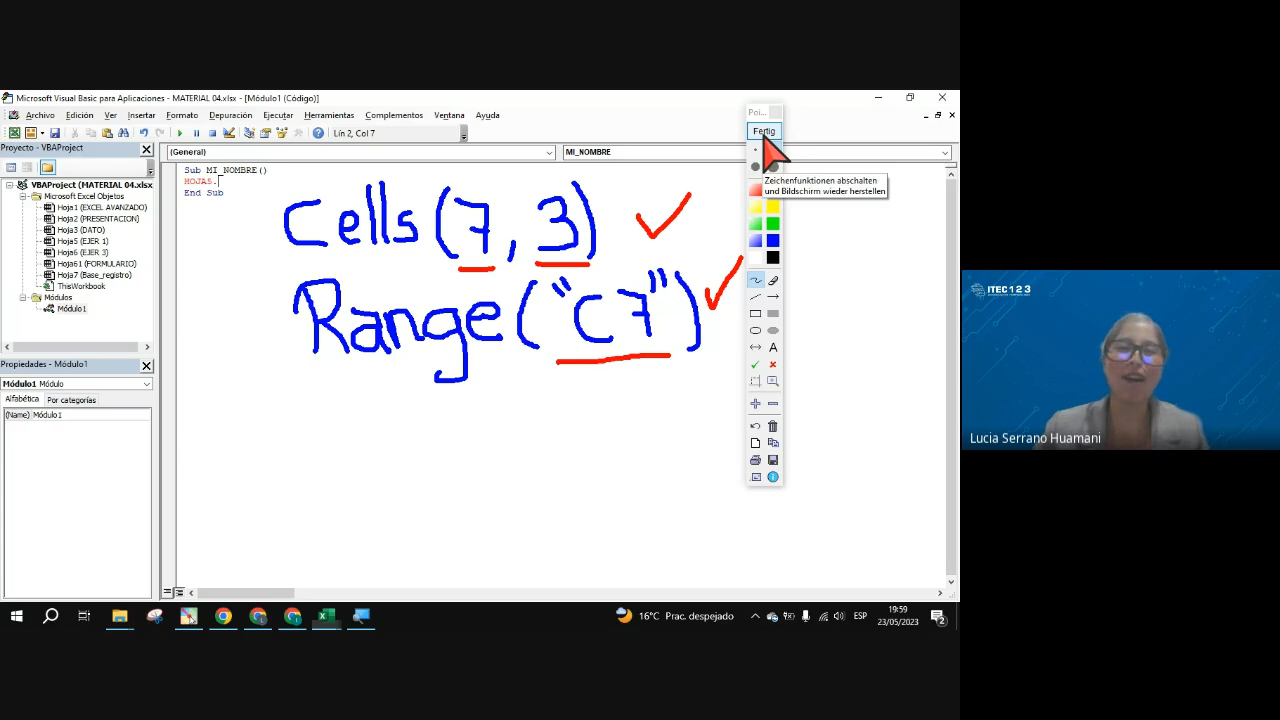 Microsoft Visual Basic para Aplicaciones - MATERIAL 04.xlsx - [Módulo1 (Código)]
Archivo Edición Ver Insertar Formato Depuración Ejecutar Herramientas Complementos Ventana Ayuda
Lín 2, Col 7
Proyecto - VBAProject
(General)
MI_NOMBRE
VBAProject (MATERIAL 04.xlsx
Microsoft Excel Objetos
Hoja1 (EXCEL AVANZADO)
Hoja2 (PRESENTACION)
Hoja3 (DATO)
Hoja5 (EJER 1)
Hoja6 (EJER 3)
Hoja61 (FORMULARIO)
Hoja7 (Base_registro)
ThisWorkbook
Módulos
Módulo1
Propiedades - Módulo1
Módulo1 Módulo
Alfabética Por categorías
(Name) Módulo1
Sub MI_NOMBRE()
HOJAS.
End Sub
Cells(7, 3)
Range("C7")
Poi...
Fertig
Zeichenfunktionen abschalten
und Bildschirm wieder herstellen
A
ITEC 1 2 3
Lucia Serrano Huamani
16°C Prac. despejado
ESP
19:59
23/05/2023
2